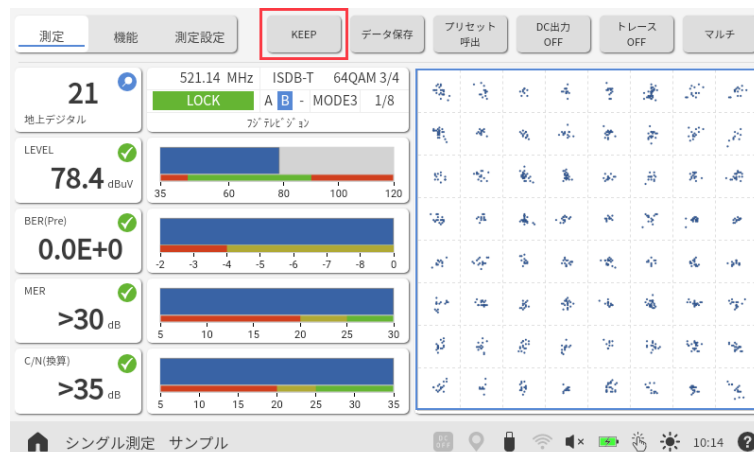 測定 機能 測定設定 KEEP データ保存 プリセット呼出 DC出力 OFF トレース OFF マルチ
21
地上デジタル
521.14 MHz ISDB-T 64QAM 3/4
LOCK A B - MODE3 1/8
ﾌｼﾞﾃﾚﾋﾞｼﾞｮﾝ
LEVEL
78.4 dBuV
35 60 80 100 120
BER(Pre)
0.0E+0
-2 -3 -4 -5 -6 -7 -8 0
MER
>30 dB
5 10 15 20 25 30
C/N(換算)
>35 dB
5 10 15 20 25 30 35
シングル測定 サンプル DC OFF 10:14 ?